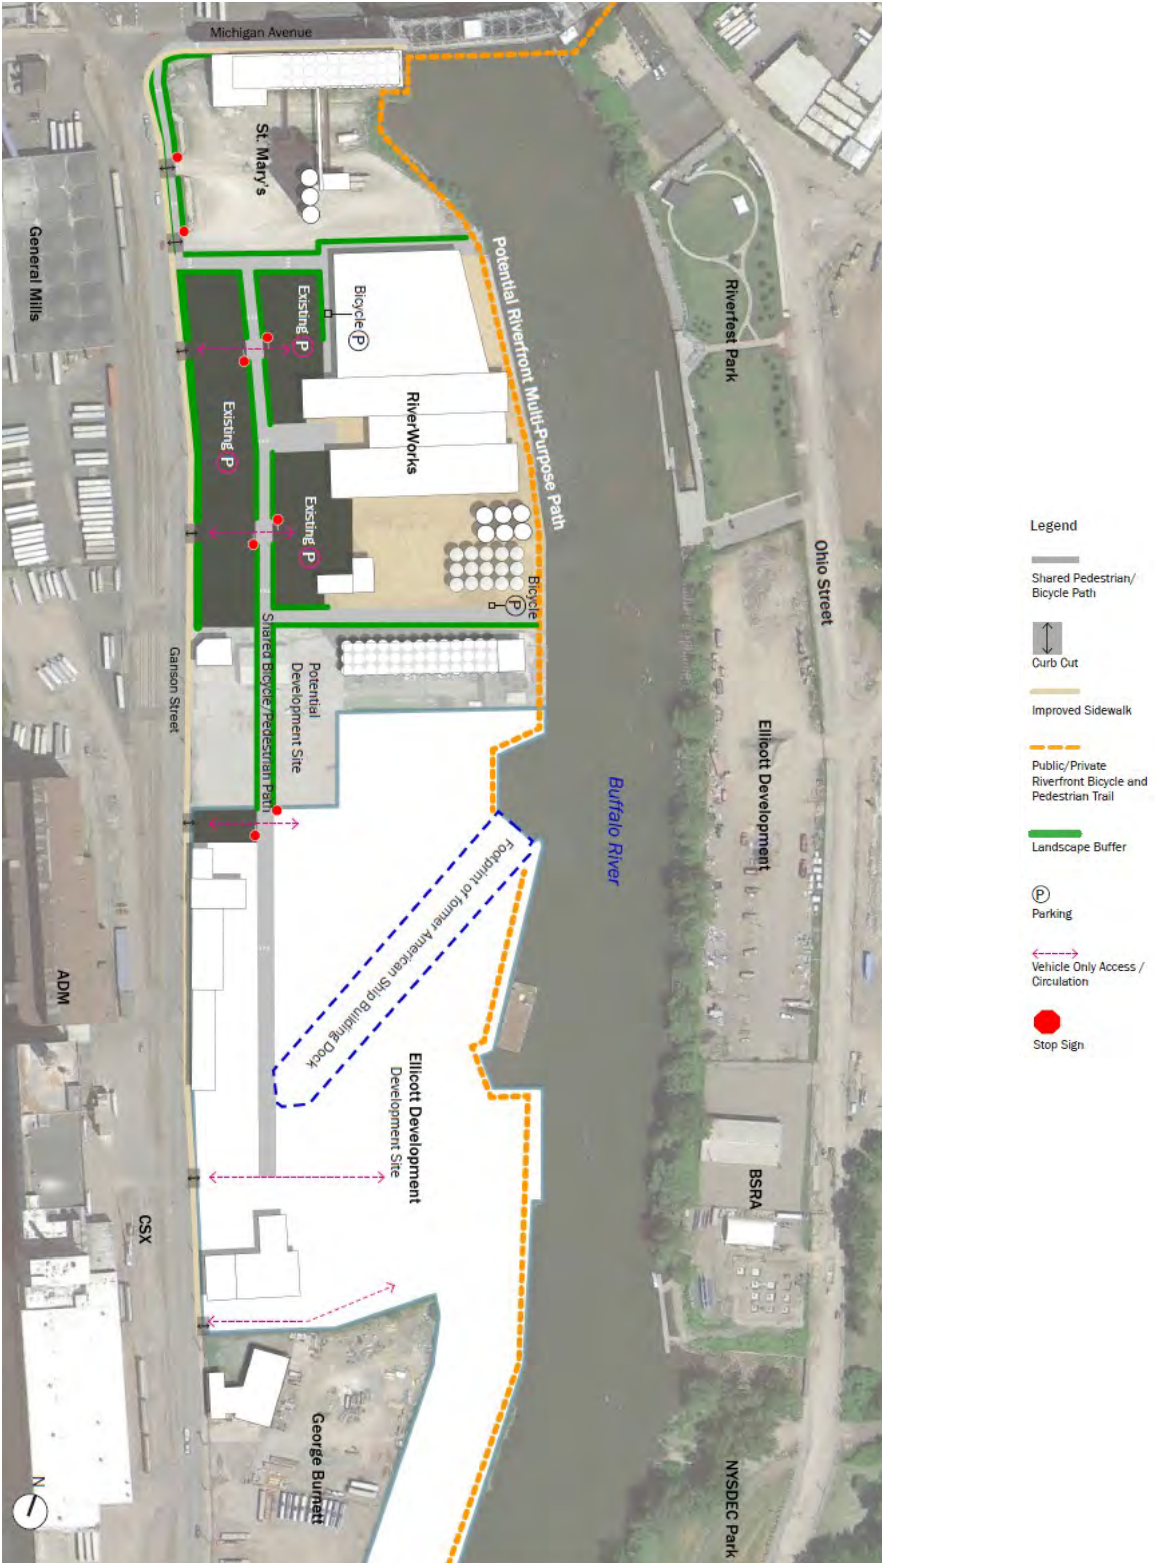 Michigan Avenue
St. Mary's
General Mills
Potential Riverfront Multi-Purpose Path
Riverfest Park
Bicycle P
Existing P
RiverWorks
Existing P
Existing P
Bicycle
P
Ohio Street
Ganson Street
Shared Bicycle/Pedestrian Path
Potential
Development Site
Ellicott Development
Buffalo River
Footprint of former American Ship Building Dock
ADM
Ellicott Development
Development Site
BSRA
CSX
George Burnett
NYSDEC Park
N
Legend
Shared Pedestrian/
Bicycle Path
Curb Cut
Improved Sidewalk
Public/Private
Riverfront Bicycle and
Pedestrian Trail
Landscape Buffer
P
Parking
Vehicle Only Access /
Circulation
Stop Sign